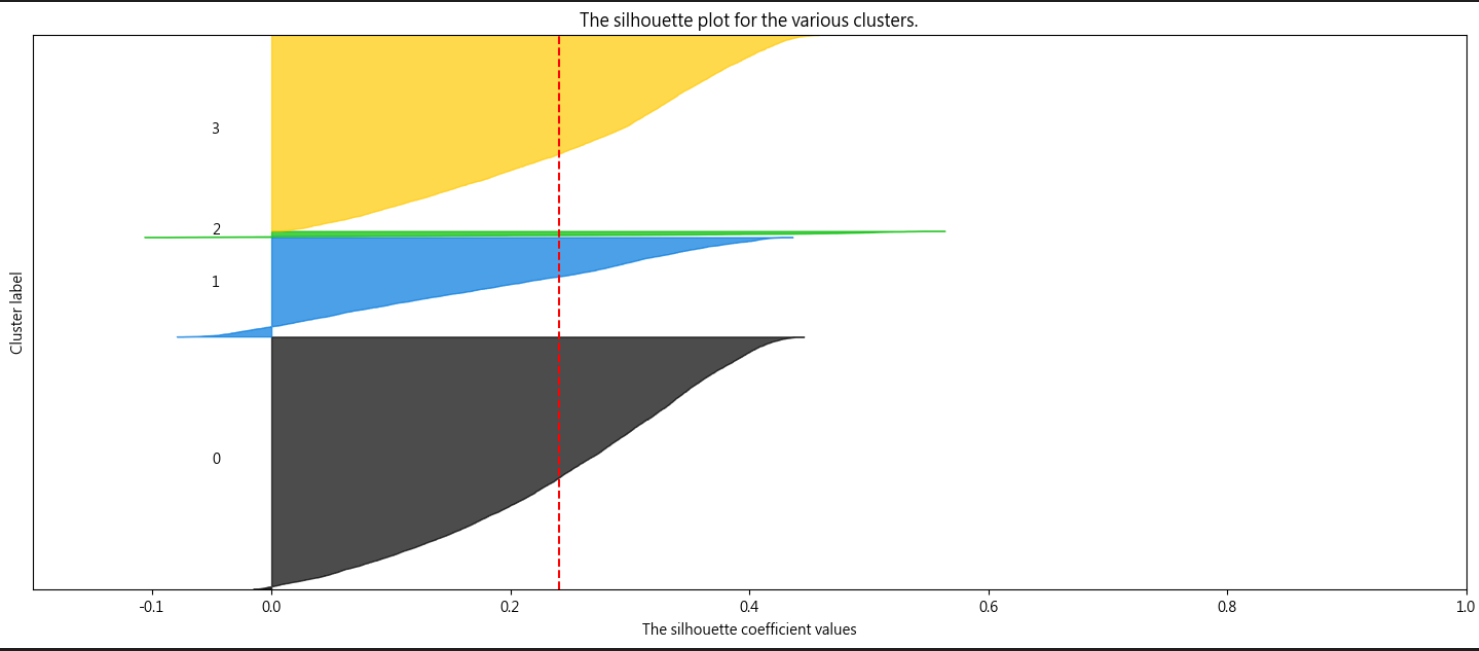 The silhouette plot for the various clusters.
3
2
1
0
Cluster label
-0.1 0.0 0.2 0.4 0.6 0.8 1.0
The silhouette coefficient values